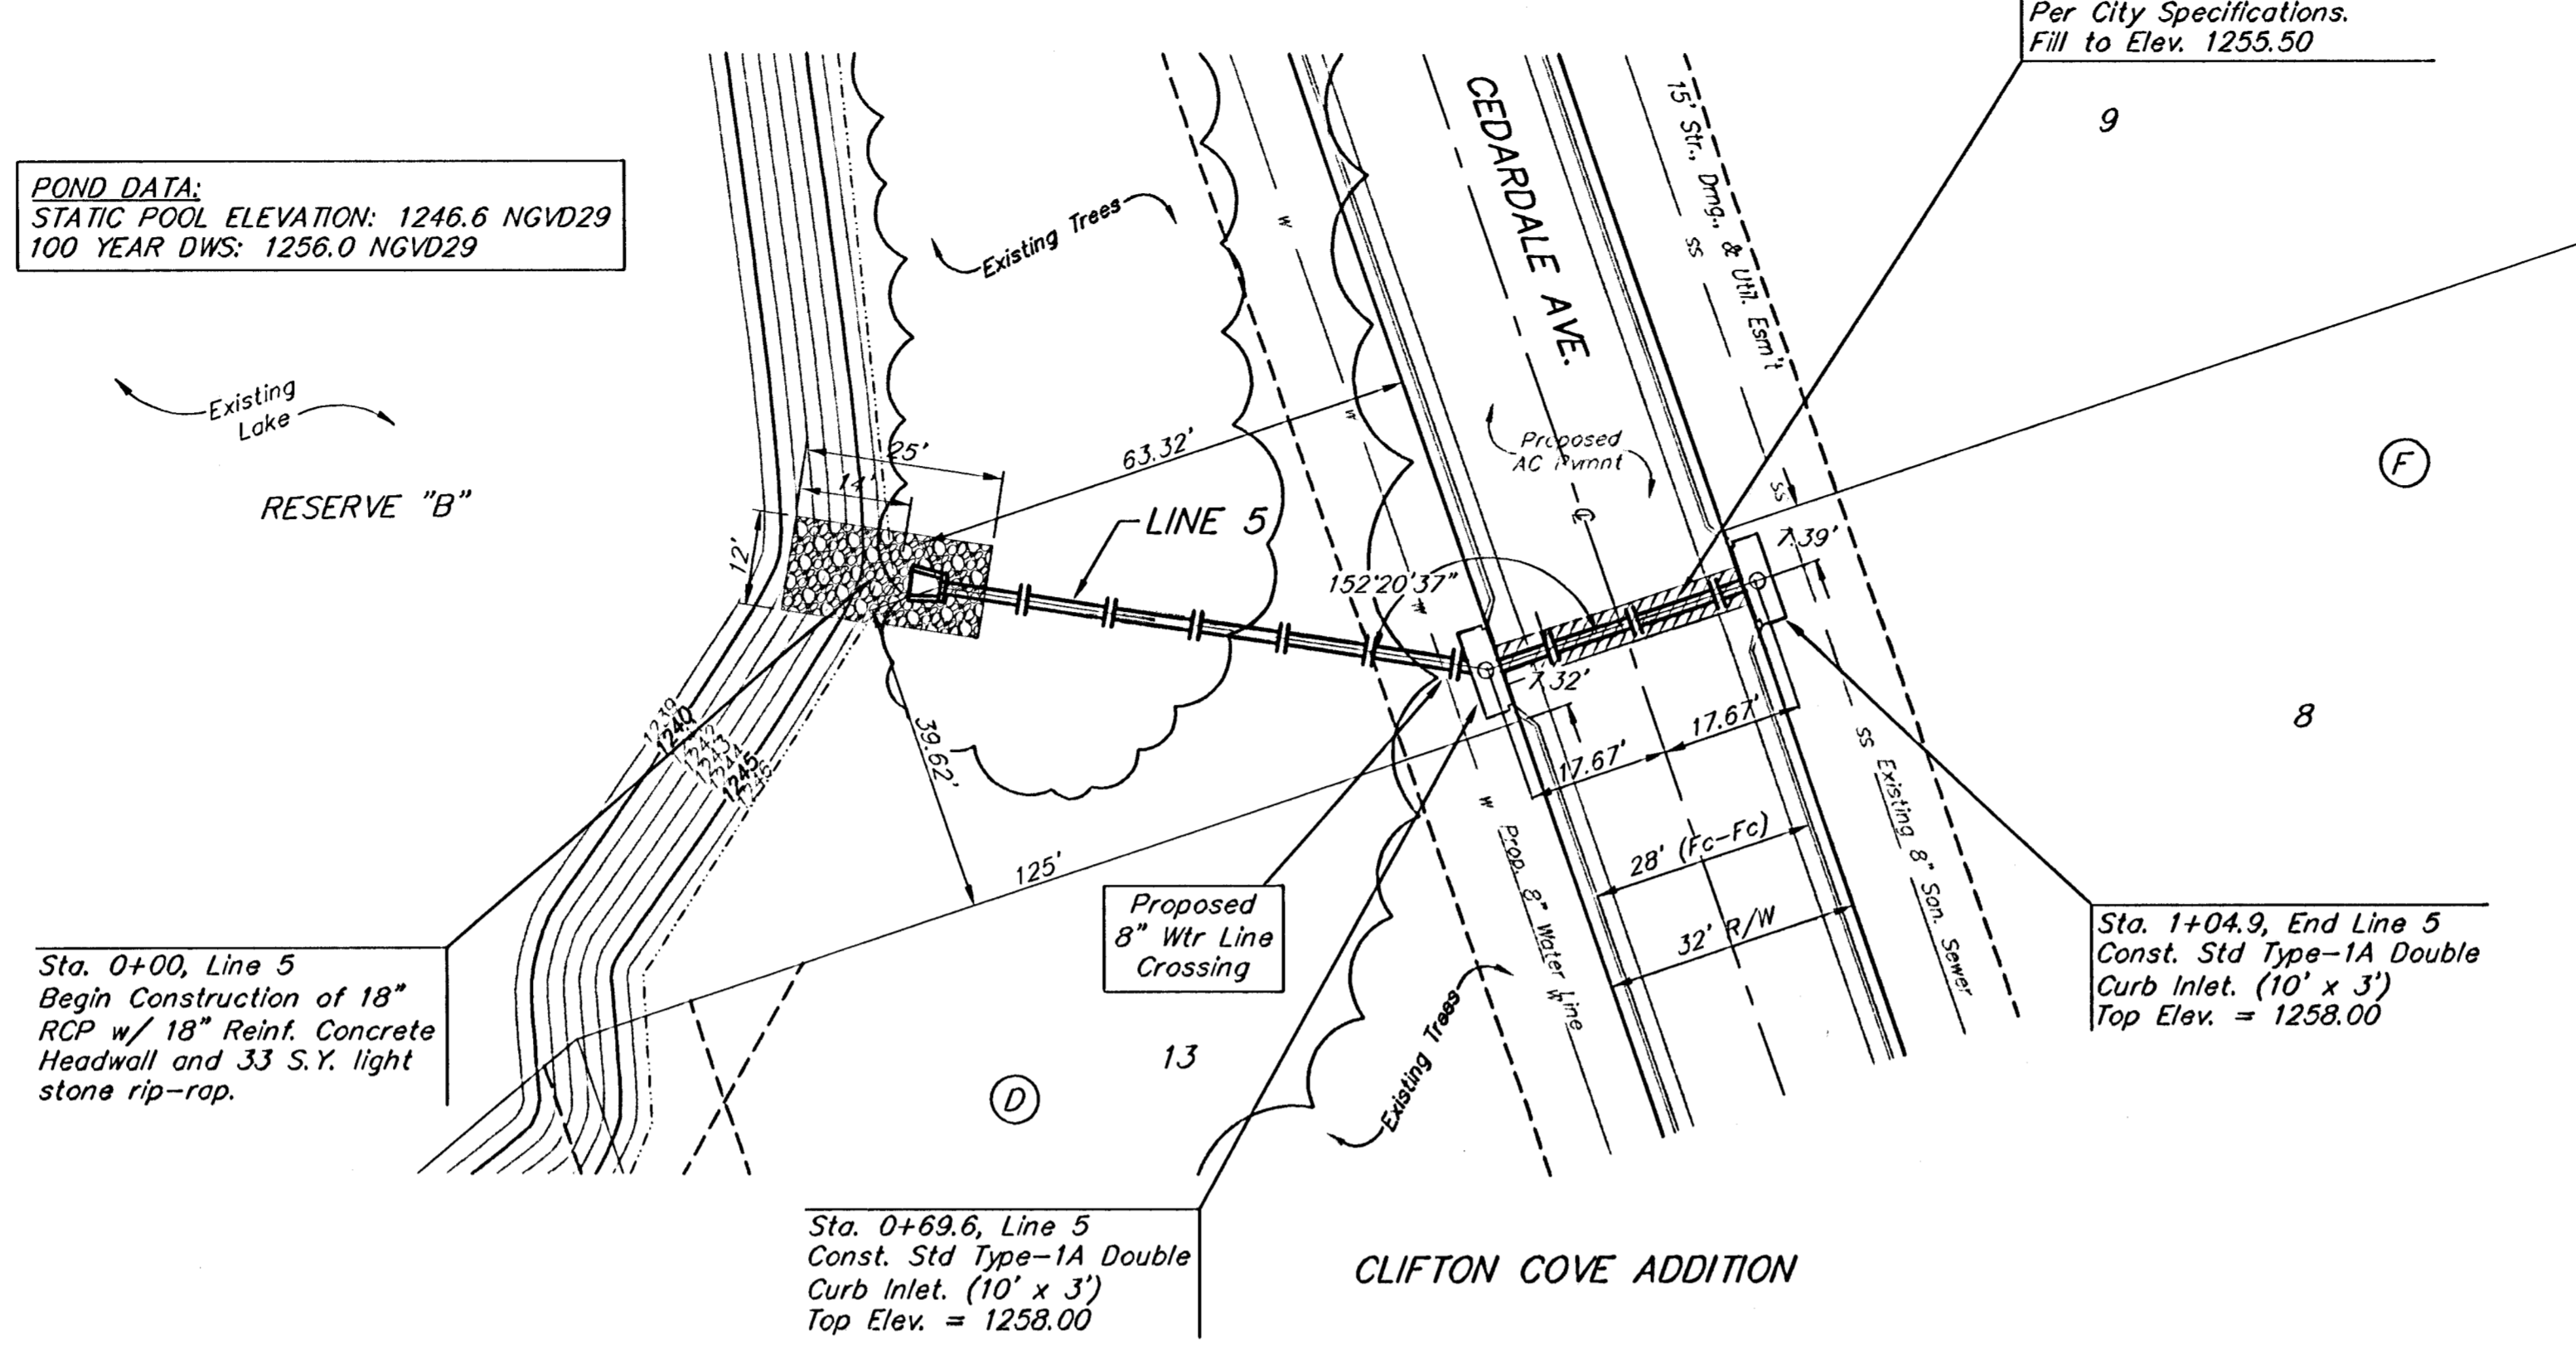 Per City Specifications.
Fill to Elev. 1255.50
9
POND DATA:
STATIC POOL ELEVATION: 1246.6 NGVD29
100 YEAR DWS: 1256.0 NGVD29
Existing Trees
CEDARDALE AVE.
15' Str., Drng., & Util. Esm't
W
SS
Existing
Lake
RESERVE "B"
25'
14'
12'
63.32'
W
Proposed
AC Pvmnt
SS
F
LINE 5
152°20'37"
W
7.39'
7.32'
17.67'
17.67'
8
1239
1240
1242
1243
1244
1245
1246
39.62'
125'
28' (Fc-Fc)
32' R/W
W
Prop. 8" Water Line
W
SS
Existing 8" San. Sewer
Proposed
8" Wtr Line
Crossing
Existing Trees
Sta. 1+04.9, End Line 5
Const. Std Type-1A Double
Curb Inlet. (10' x 3')
Top Elev. = 1258.00
Sta. 0+00, Line 5
Begin Construction of 18"
RCP w/ 18" Reinf. Concrete
Headwall and 33 S.Y. light
stone rip-rap.
13
D
Sta. 0+69.6, Line 5
Const. Std Type-1A Double
Curb Inlet. (10' x 3')
Top Elev. = 1258.00
CLIFTON COVE ADDITION